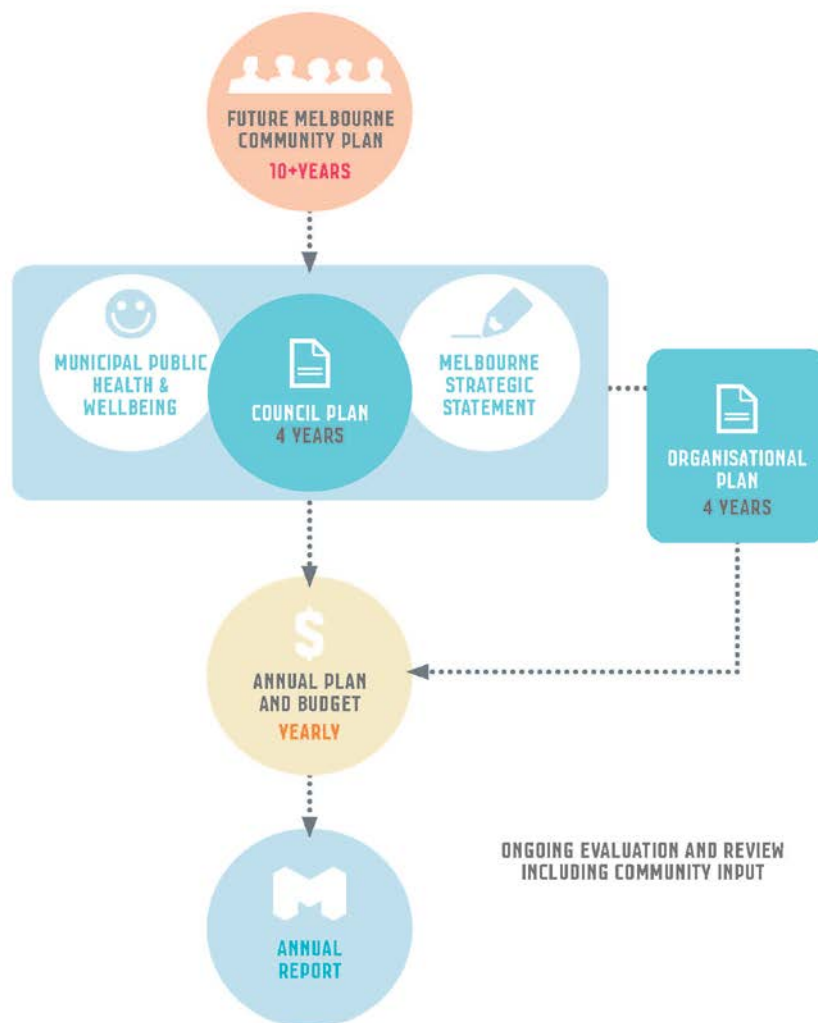 FUTURE MELBOURNE
COMMUNITY PLAN
10+YEARS
MUNICIPAL PUBLIC
HEALTH &
WELLBEING
COUNCIL PLAN
4 YEARS
MELBOURNE
STRATEGIC
STATEMENT
ORGANISATIONAL
PLAN
4 YEARS
$
ANNUAL PLAN
AND BUDGET
YEARLY
ONGOING EVALUATION AND REVIEW
INCLUDING COMMUNITY INPUT
M
ANNUAL
REPORT